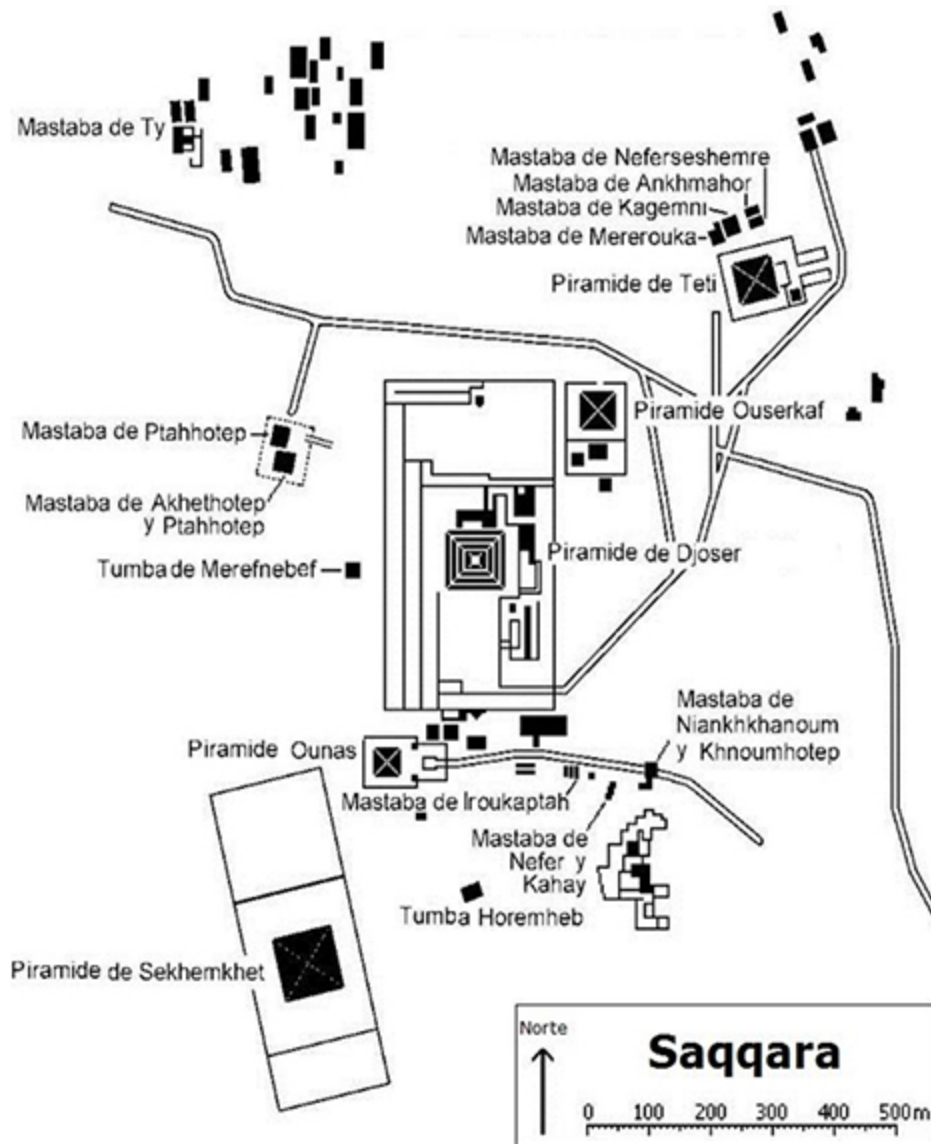 Mastaba de Ty
Mastaba de Neferseshemre
Mastaba de Ankhmahor
Mastaba de Kagemni
Mastaba de Mererouka
Piramide de Teti
Piramide Ouserkaf
Mastaba de Ptahhotep
Mastaba de Akhethotep
y Ptahhotep
Piramide de Djoser
Tumba de Merefnebef
Mastaba de
Niankhkhanoum
y Khnoumhotep
Piramide Ounas
Mastaba de Iroukaptah
Mastaba de
Nefer y
Kahay
Tumba Horemheb
Piramide de Sekhemkhet
Norte
Saqqara
0 100 200 300 400 500m